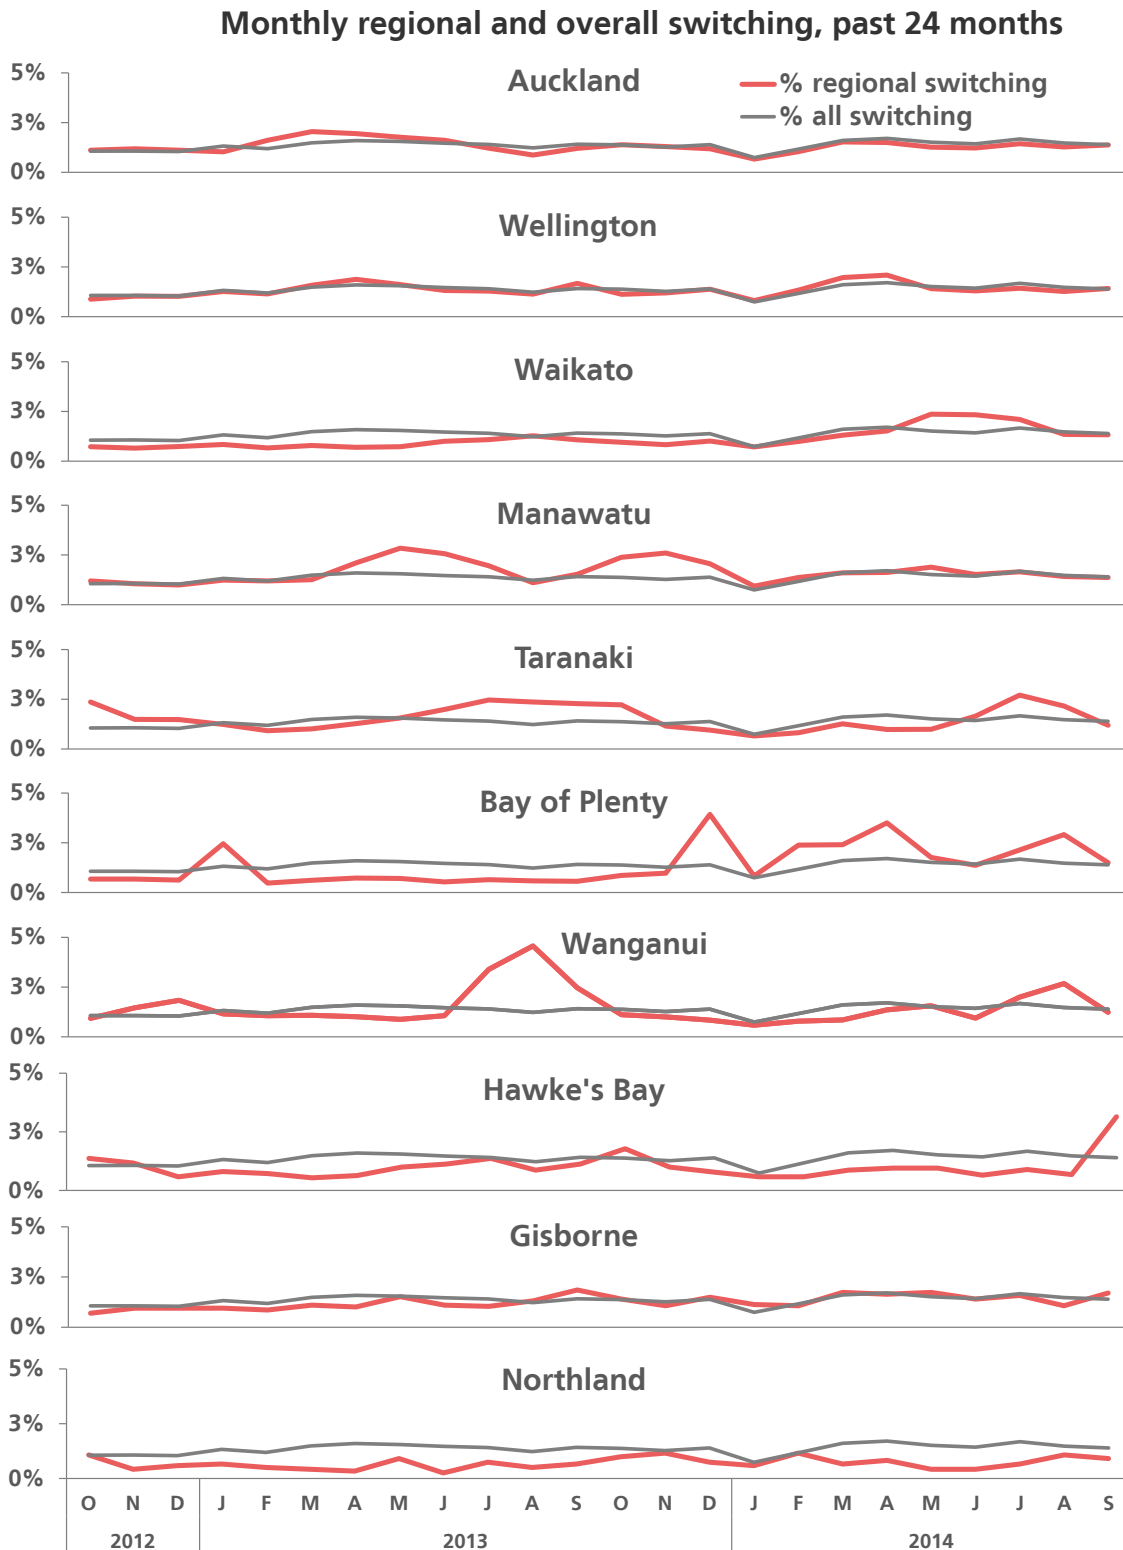 Monthly regional and overall switching, past 24 months
Auckland
% regional switching
% all switching
5%
3%
0%
Wellington
5%
3%
0%
Waikato
5%
3%
0%
Manawatu
5%
3%
0%
Taranaki
5%
3%
0%
Bay of Plenty
5%
3%
0%
Wanganui
5%
3%
0%
Hawke's Bay
5%
3%
0%
Gisborne
5%
3%
0%
Northland
5%
3%
0%
O N D J F M A M J J A S O N D J F M A M J J A S
2012 2013 2014